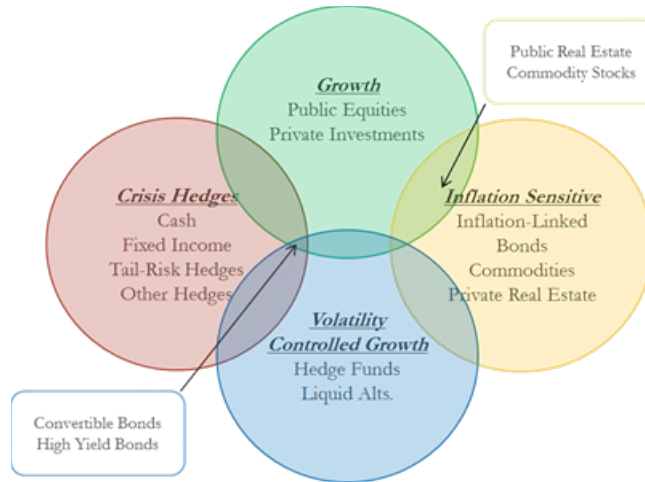 Public Real Estate
Commodity Stocks
Growth
Public Equities
Private Investments
Crisis Hedges
Cash
Fixed Income
Tail-Risk Hedges
Other Hedges
Inflation Sensitive
Inflation-Linked
Bonds
Commodities
Private Real Estate
Volatility
Controlled Growth
Hedge Funds
Liquid Alts.
Convertible Bonds
High Yield Bonds